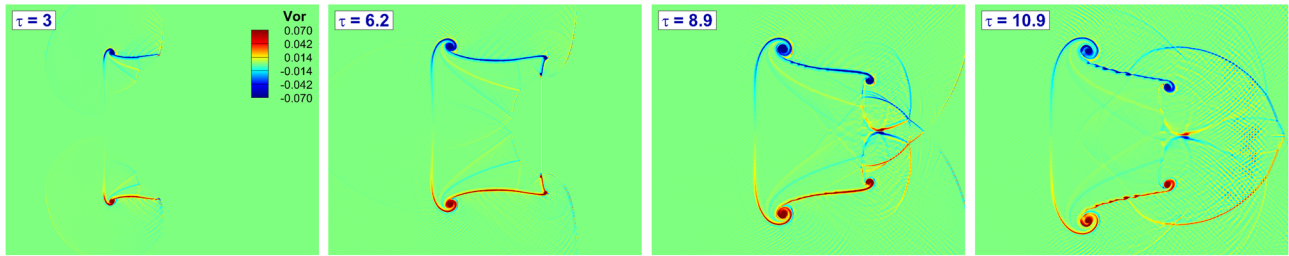 τ = 3
Vor
0.070
0.042
0.014
-0.014
-0.042
-0.070
τ = 6.2
τ = 8.9
τ = 10.9